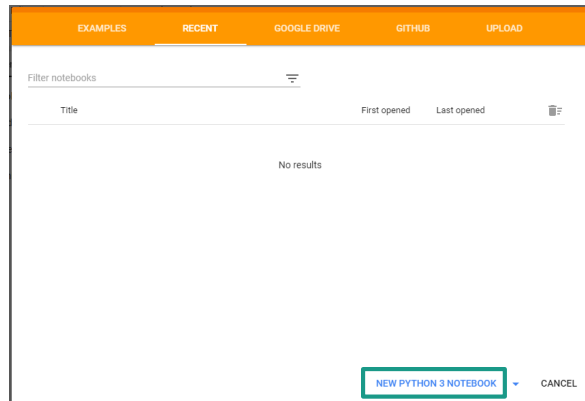 EXAMPLES RECENT GOOGLE DRIVE GITHUB UPLOAD
Filter notebooks
Title First opened Last opened
No results
NEW PYTHON 3 NOTEBOOK CANCEL